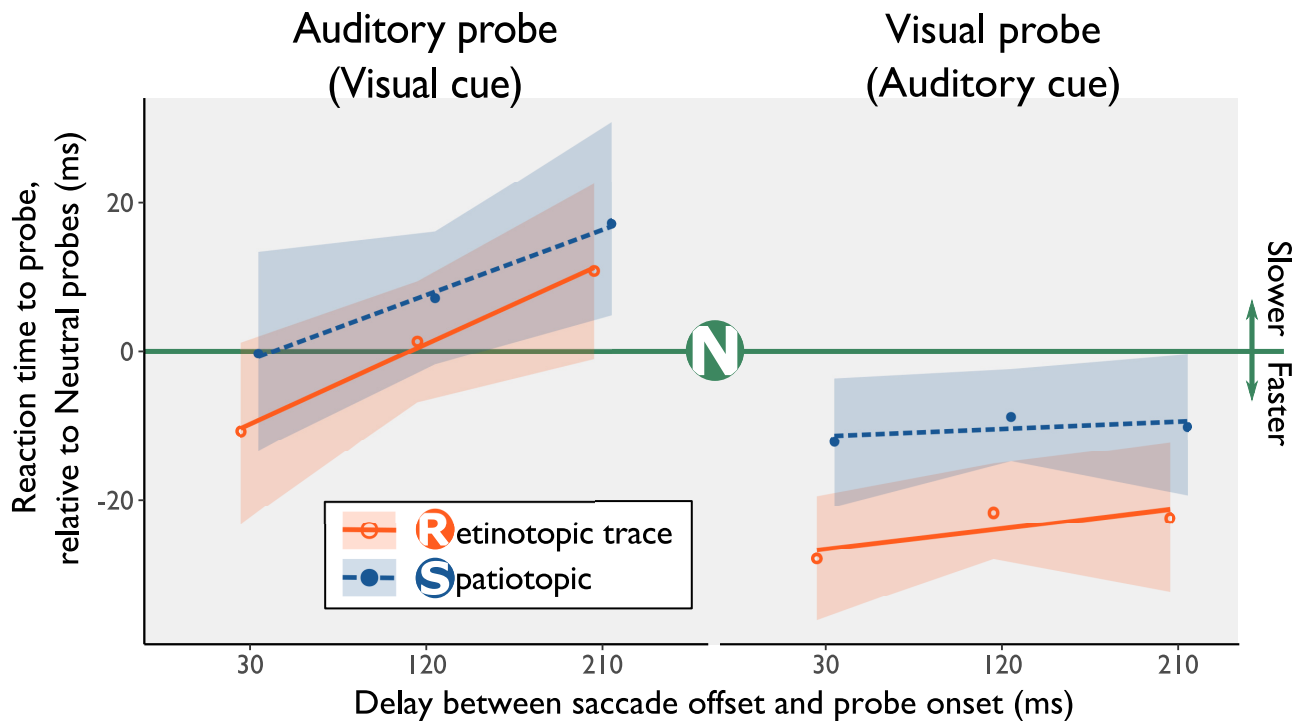 Auditory probe
(Visual cue)
Visual probe
(Auditory cue)
Reaction time to probe,
relative to Neutral probes (ms)
20
0
-20
N
Slower
Faster
Retinotopic trace
Spatiotopic
30
120
210
30
120
210
Delay between saccade offset and probe onset (ms)